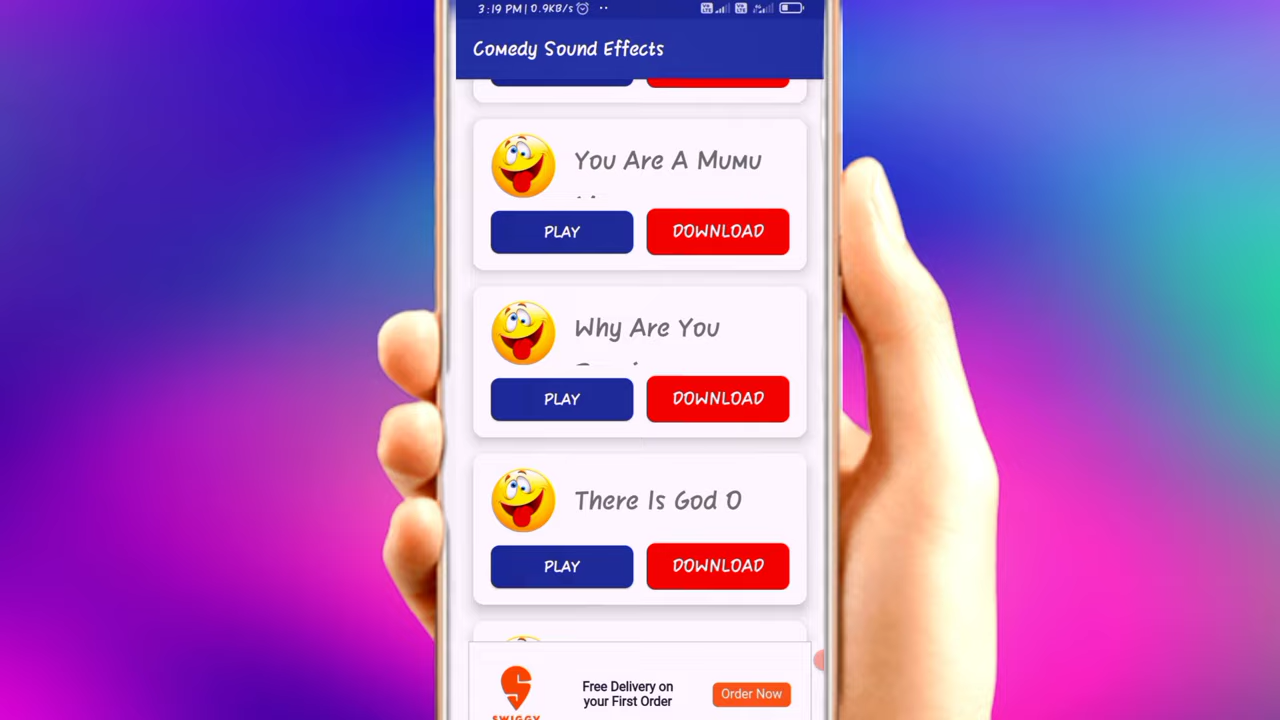 3:19 PM | 0.9KB/s
Comedy Sound Effects
You Are A Mumu
PLAY
DOWNLOAD
Why Are You
PLAY
DOWNLOAD
There Is God O
PLAY
DOWNLOAD
Free Delivery on
your First Order
Order Now
SWIGGY